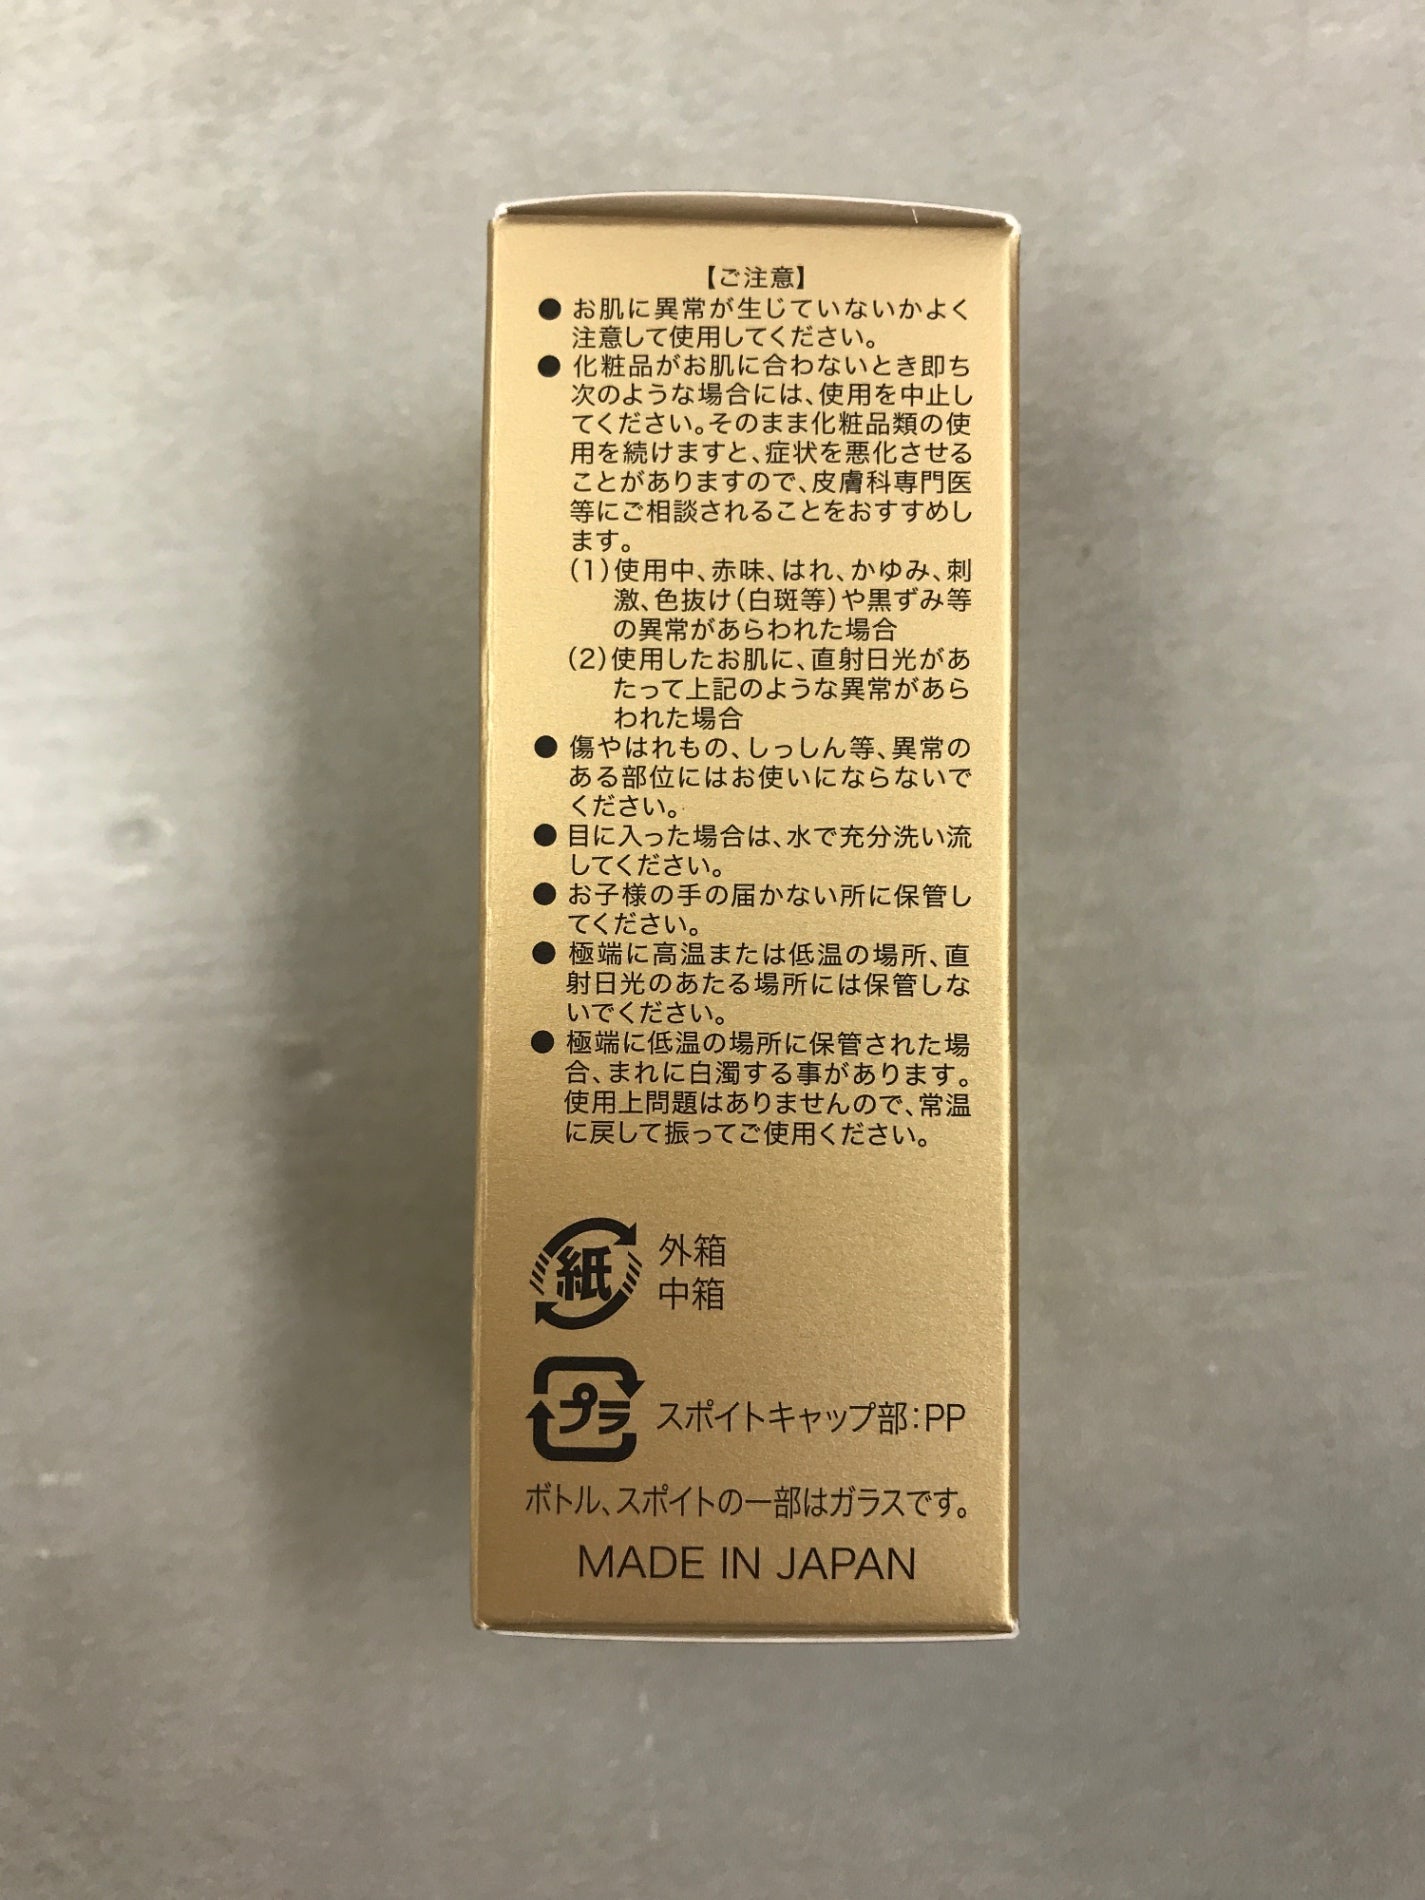 【ご注意】
● お肌に異常が生じていないかよく
注意して使用してください。
● 化粧品がお肌に合わないとき即ち
次のような場合には、使用を中止し
てください。そのまま化粧品類の使
用を続けますと、症状を悪化させる
ことがありますので、皮膚科専門医
等にご相談されることをおすすめし
ます。
(1)使用中、赤味、はれ、かゆみ、刺
激、色抜け(白斑等)や黒ずみ等
の異常があらわれた場合
(2)使用したお肌に、直射日光があ
たって上記のような異常があら
われた場合
● 傷やはれもの、しっしん等、異常の
ある部位にはお使いにならないで
ください。
● 目に入った場合は、水で充分洗い流
してください。
● お子様の手の届かない所に保管し
てください。
● 極端に高温または低温の場所、直
射日光のあたる場所には保管しな
いでください。
● 極端に低温の場所に保管された場
合、まれに白濁する事があります。
使用上問題はありませんので、常温
に戻して振ってご使用ください。
紙 外箱
中箱
プラ スポイトキャップ部:PP
ボトル、スポイトの一部はガラスです。
MADE IN JAPAN